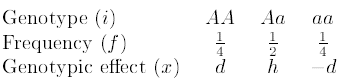 Genotype (i) AA Aa aa
Frequency (f) 1/4 1/2 1/4
Genotypic effect (x) d h –d